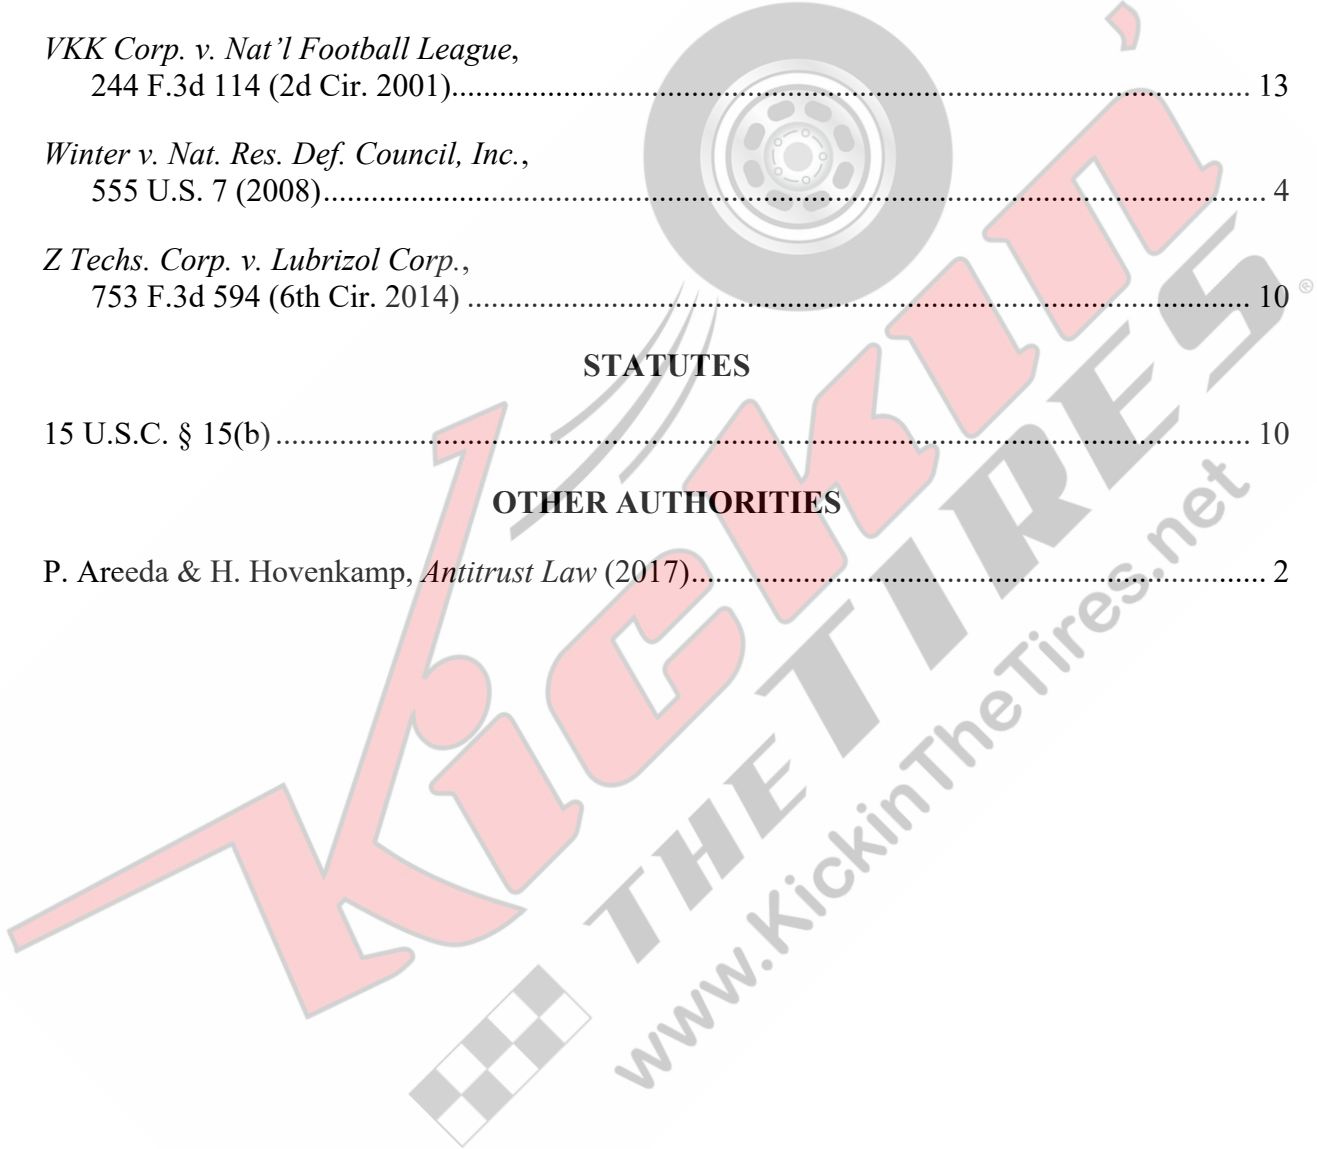 VKK Corp. v. Nat’l Football League,
244 F.3d 114 (2d Cir. 2001)........................................................................................................ 13
Winter v. Nat. Res. Def. Council, Inc.,
555 U.S. 7 (2008)........................................................................................................................ 4
Z Techs. Corp. v. Lubrizol Corp.,
753 F.3d 594 (6th Cir. 2014) ...................................................................................................... 10
STATUTES
15 U.S.C. § 15(b) ............................................................................................................................. 10
OTHER AUTHORITIES
P. Areeda & H. Hovenkamp, Antitrust Law (2017)........................................................................... 2
Kickin’
THE TIRES ®
www.KickinTheTires.net